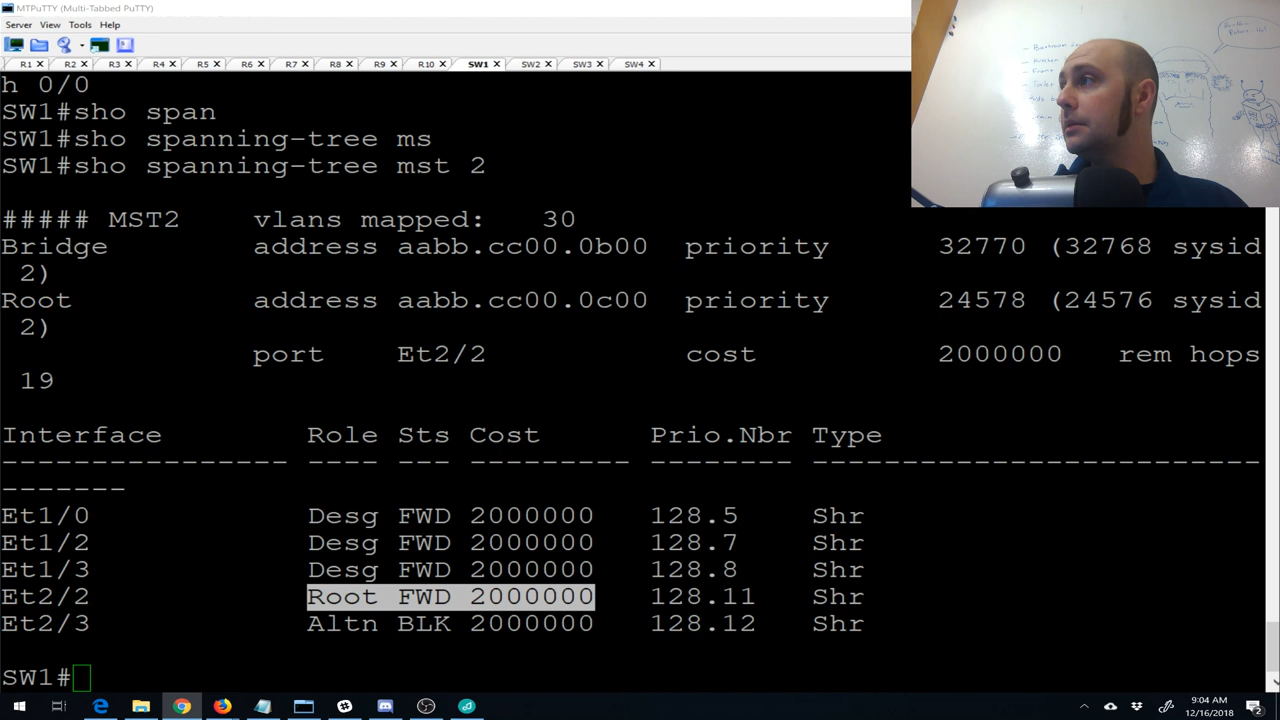 MTPuTTY (Multi-Tabbed PuTTY)
Server View Tools Help
R1 R2 R3 R4 R5 R6 R7 R8 R9 R10 SW1 SW2 SW3 SW4
h 0/0
SW1#sho span
SW1#sho spanning-tree ms
SW1#sho spanning-tree mst 2
##### MST2 vlans mapped: 30
Bridge address aabb.cc00.0b00 priority 32770 (32768 sysid
2)
Root address aabb.cc00.0c00 priority 24578 (24576 sysid
2)
port Et2/2 cost 2000000 rem hops
19
Interface Role Sts Cost Prio.Nbr Type
---------------- ---- --- --------- -------- -------------------------
-------
Et1/0 Desg FWD 2000000 128.5 Shr
Et1/2 Desg FWD 2000000 128.7 Shr
Et1/3 Desg FWD 2000000 128.8 Shr
Et2/2 Root FWD 2000000 128.11 Shr
Et2/3 Altn BLK 2000000 128.12 Shr
SW1#
9:04 AM
12/16/2018
2